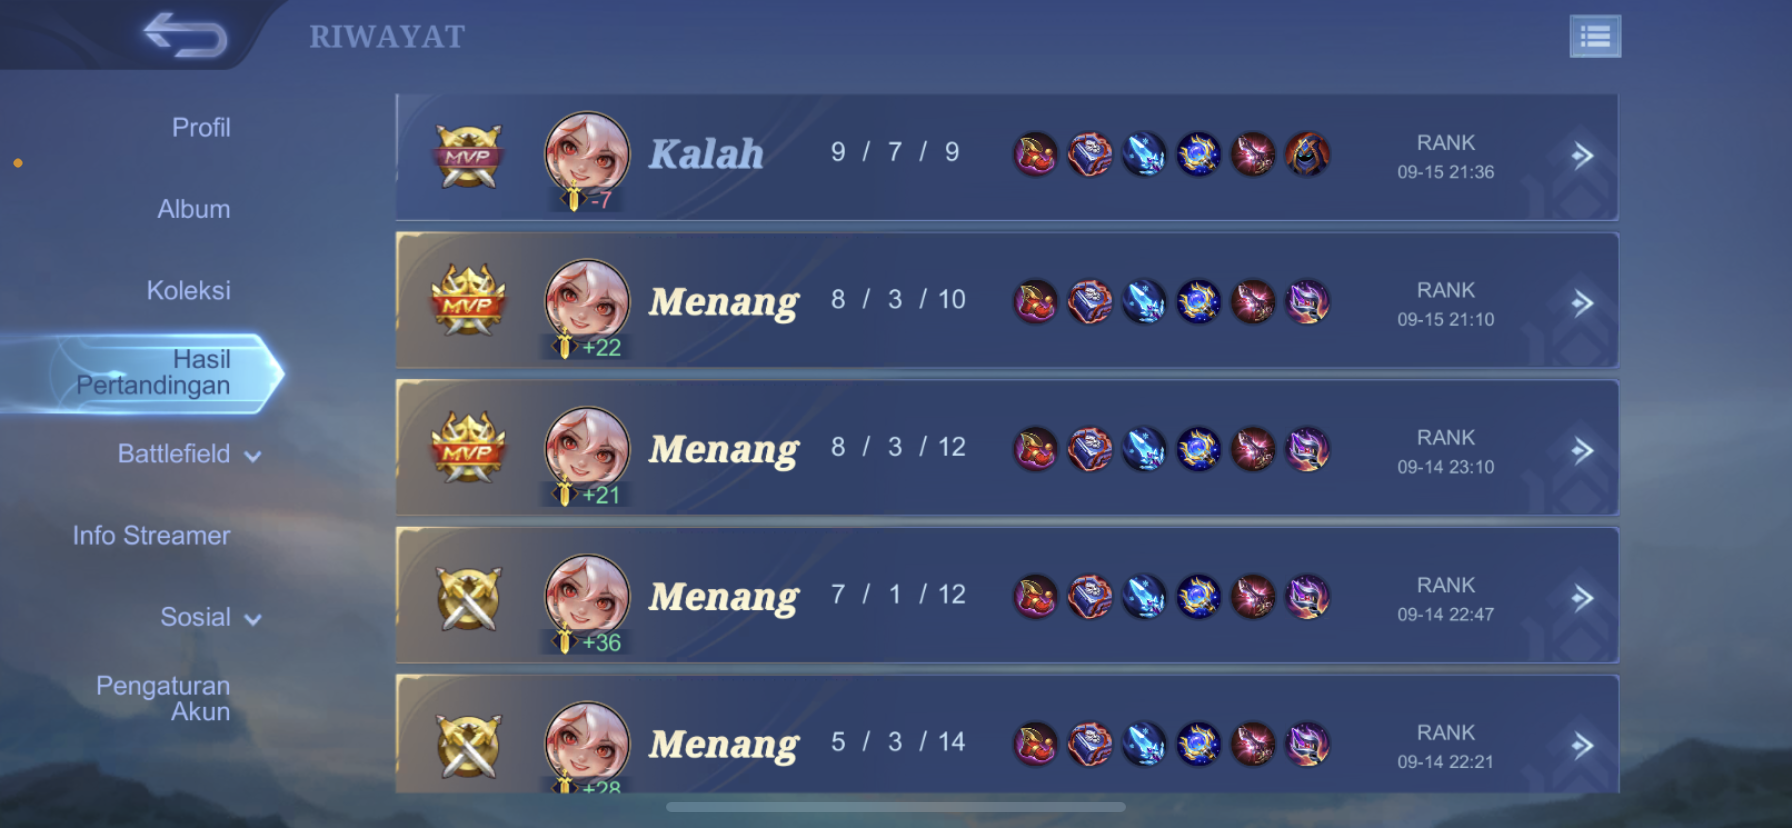 RIWAYAT
Profil
Album
Koleksi
Hasil
Pertandingan
Battlefield
Info Streamer
Sosial
Pengaturan
Akun
MVP
-7
Kalah
9 / 7 / 9
RANK
09-15 21:36
MVP
+22
Menang
8 / 3 / 10
RANK
09-15 21:10
MVP
+21
Menang
8 / 3 / 12
RANK
09-14 23:10
+36
Menang
7 / 1 / 12
RANK
09-14 22:47
+28
Menang
5 / 3 / 14
RANK
09-14 22:21